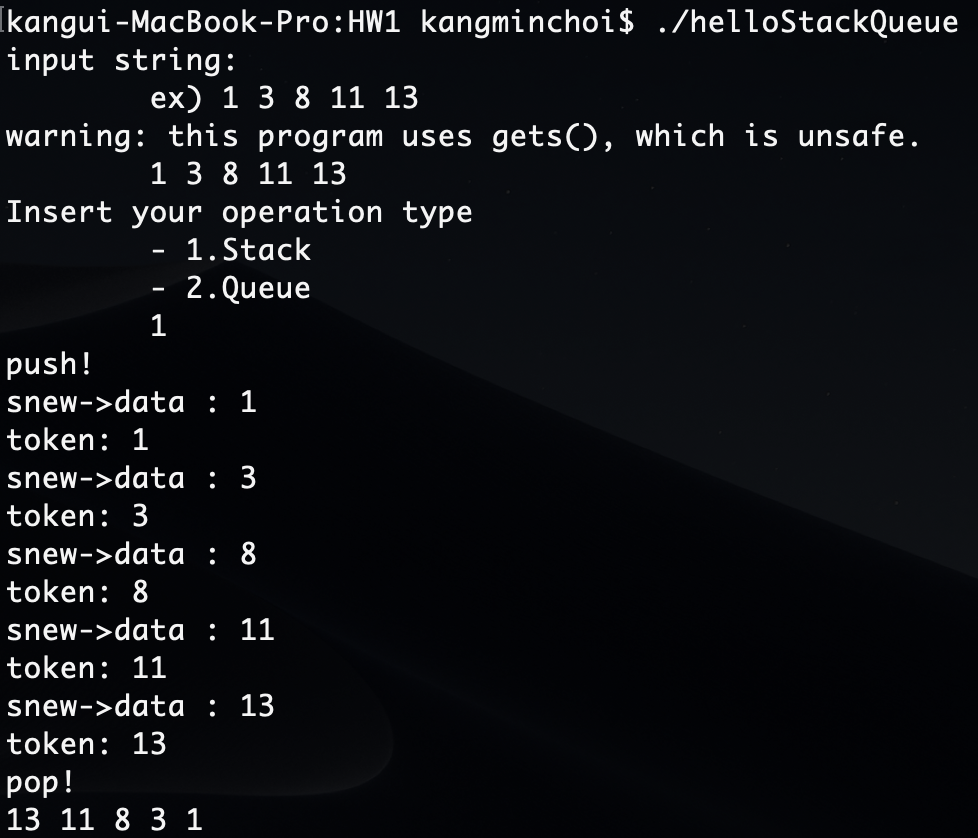 kangui-MacBook-Pro:HW1 kangminchoi$ ./helloStackQueue
input string:
ex) 1 3 8 11 13
warning: this program uses gets(), which is unsafe.
1 3 8 11 13
Insert your operation type
- 1.Stack
- 2.Queue
1
push!
snew->data : 1
token: 1
snew->data : 3
token: 3
snew->data : 8
token: 8
snew->data : 11
token: 11
snew->data : 13
token: 13
pop!
13 11 8 3 1